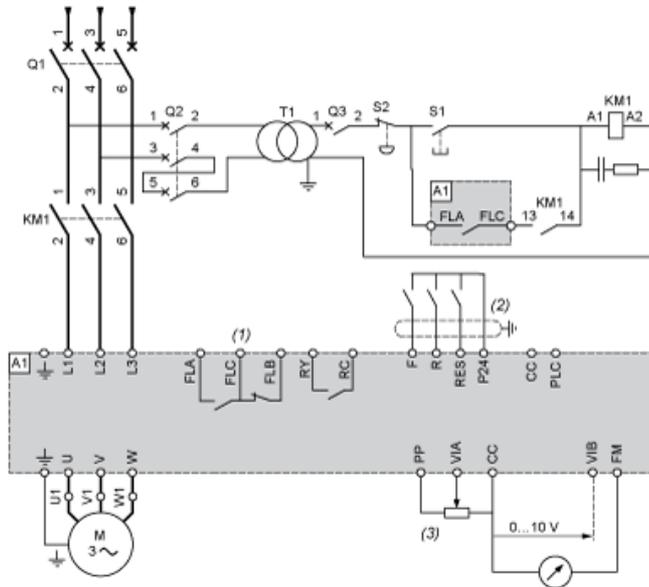 1 3 5
Q1
2 4 6
1 Q2 2 T1 1 Q3 2 S2 S1 KM1
A1 A2
3 4
5 6
A1
FLA FLC 13 KM1 14
1 3 5
KM1
2 4 6
(1) (2)
A1 L1 L2 L3 FLA FLC FLB RY RC F R RES P24 CC PLC
U V W PP VIA CC VIB FM
U1 V1 W1
(3) 0...10 V
M
3